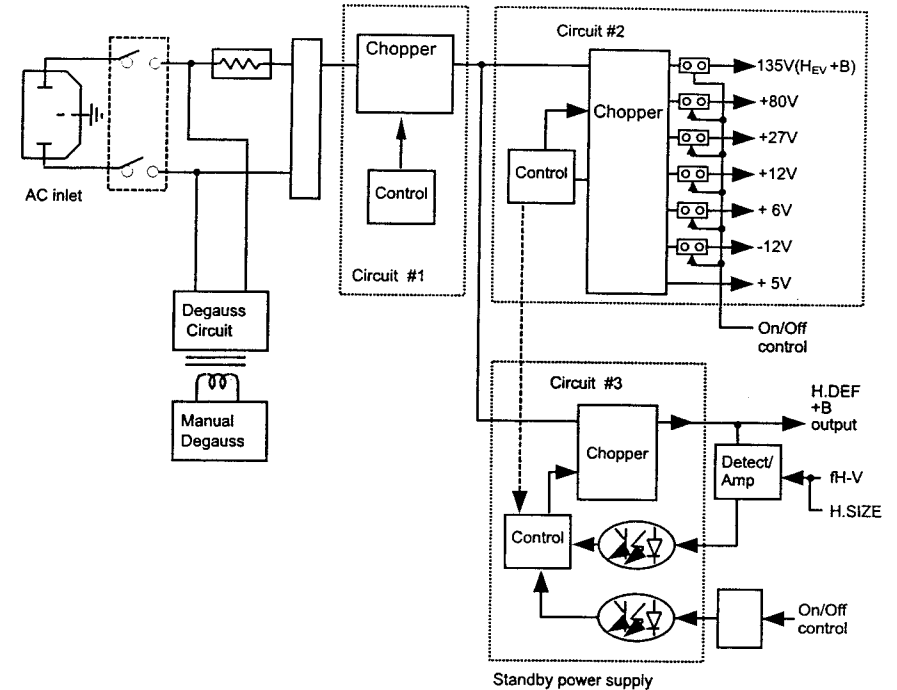 Circuit #2
Chopper
135V(HEV +B)
+80V
Chopper
+27V
Control
+12V
AC inlet
Control
+ 6V
-12V
Circuit #1
+ 5V
Degauss
Circuit
On/Off
control
Circuit #3
H.DEF
+B
output
Manual
Degauss
Chopper
Detect/
Amp
fH-V
H.SIZE
Control
On/Off
control
Standby power supply